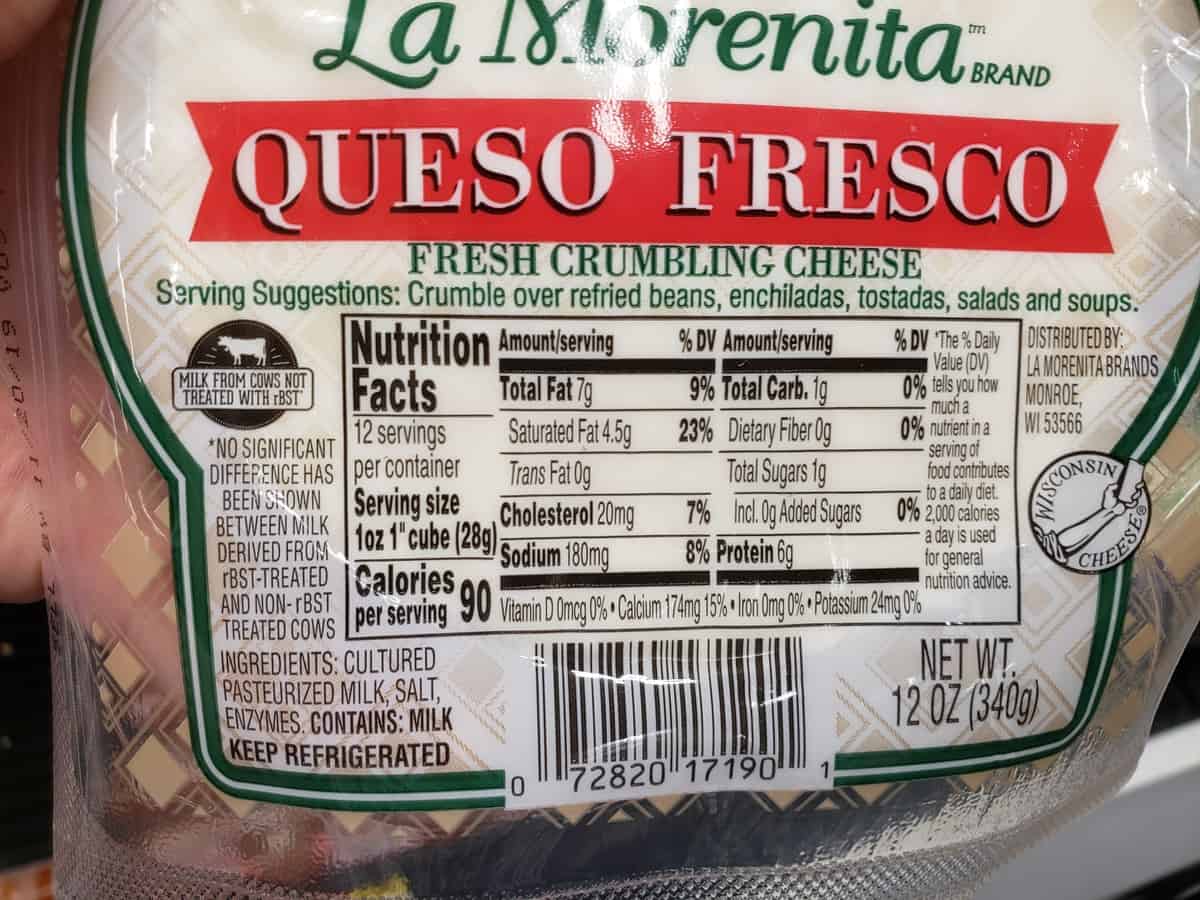 La Morenita™ BRAND
QUESO FRESCO
FRESH CRUMBLING CHEESE
Serving Suggestions: Crumble over refried beans, enchiladas, tostadas, salads and soups.
MILK FROM COWS NOT
TREATED WITH rBST*
*NO SIGNIFICANT
DIFFERENCE HAS
BEEN SHOWN
BETWEEN MILK
DERIVED FROM
rBST-TREATED
AND NON-rBST
TREATED COWS
Nutrition
Facts
12 servings
per container
Serving size
1oz 1" cube (28g)
Calories
per serving 90
Amount/serving % DV
Total Fat 7g 9%
Saturated Fat 4.5g 23%
Trans Fat 0g
Cholesterol 20mg 7%
Sodium 180mg 8%
Amount/serving % DV
Total Carb. 1g 0%
Dietary Fiber 0g 0%
Total Sugars 1g
Incl. 0g Added Sugars 0%
Protein 6g
Vitamin D 0mcg 0% • Calcium 174mg 15% • Iron 0mg 0% • Potassium 24mg 0%
*The % Daily
Value (DV)
tells you how
much a
nutrient in a
serving of
food contributes
to a daily diet.
2,000 calories
a day is used
for general
nutrition advice.
DISTRIBUTED BY:
LA MORENITA BRANDS
MONROE,
WI 53566
WISCONSIN
CHEESE®
INGREDIENTS: CULTURED
PASTEURIZED MILK, SALT,
ENZYMES. CONTAINS: MILK
KEEP REFRIGERATED
0 72820 17190 1
NET WT.
12 OZ (340g)